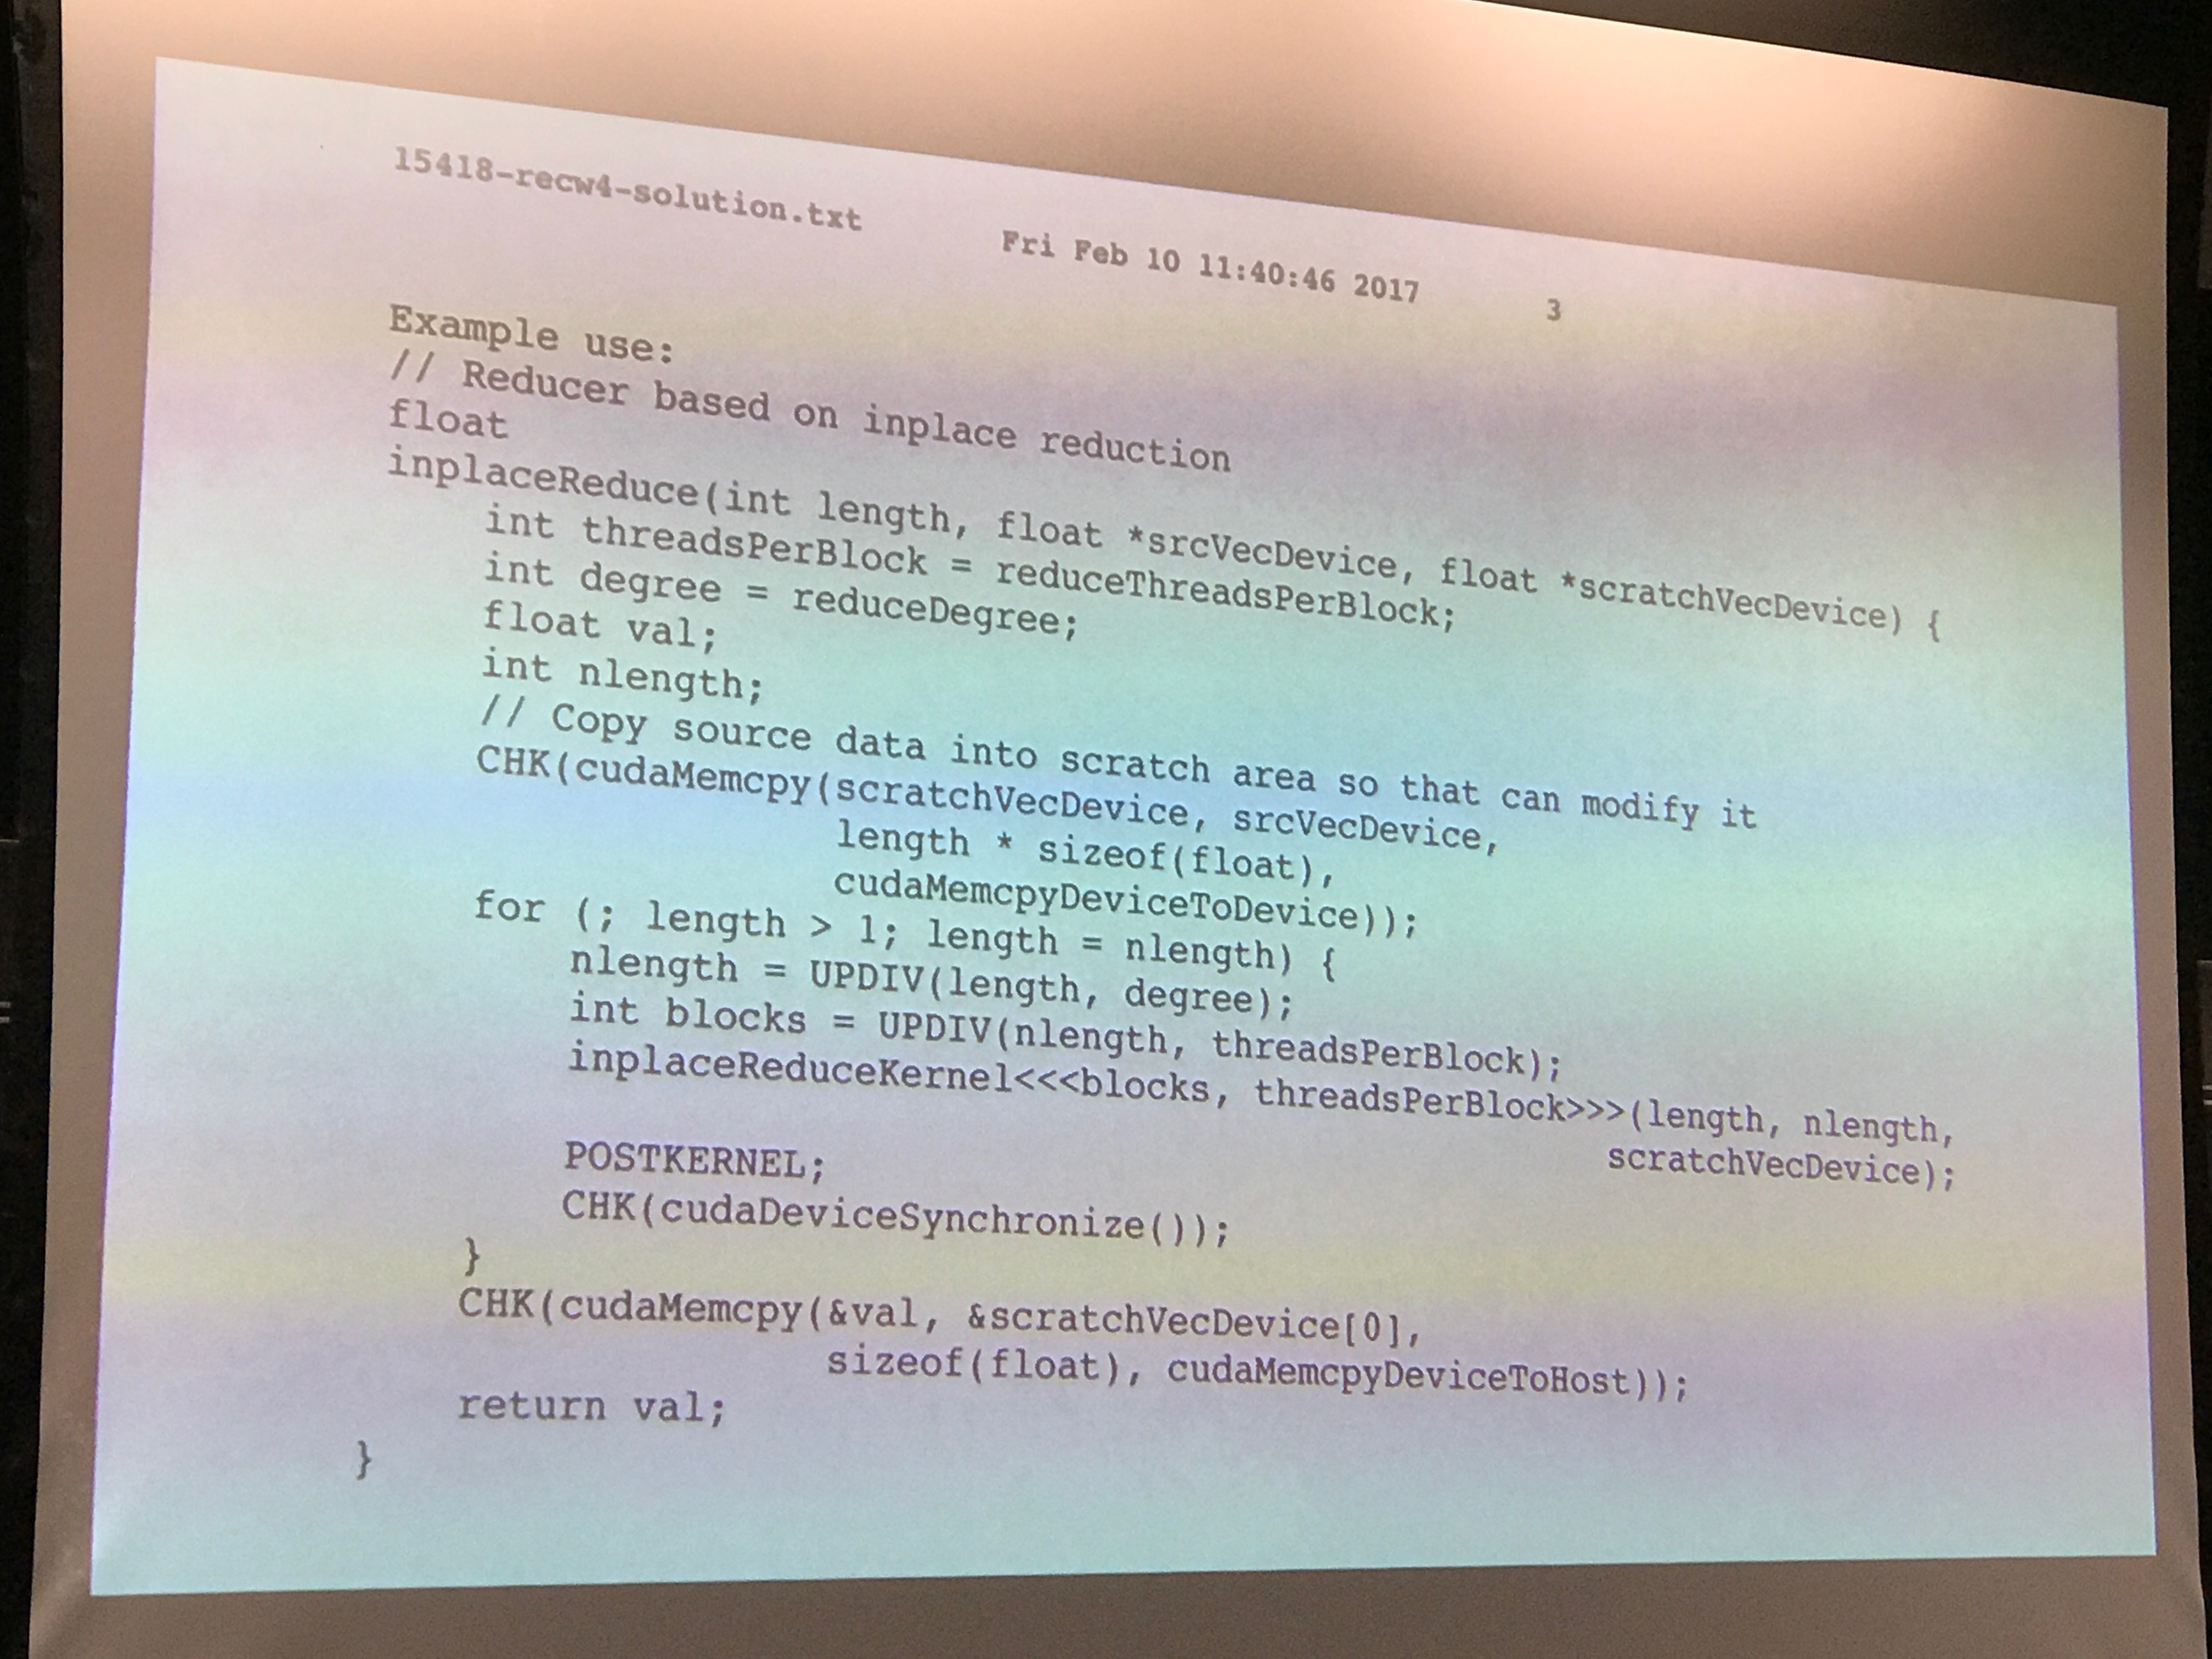 15418-recw4-solution.txt Fri Feb 10 11:40:46 2017 3
Example use:
// Reducer based on inplace reduction
float
inplaceReduce(int length, float *srcVecDevice, float *scratchVecDevice) {
int threadsPerBlock = reduceThreadsPerBlock;
int degree = reduceDegree;
float val;
int nlength;
// Copy source data into scratch area so that can modify it
CHK(cudaMemcpy(scratchVecDevice, srcVecDevice,
length * sizeof(float),
cudaMemcpyDeviceToDevice));
for (; length > 1; length = nlength) {
nlength = UPDIV(length, degree);
int blocks = UPDIV(nlength, threadsPerBlock);
inplaceReduceKernel<<<blocks, threadsPerBlock>>>(length, nlength,
scratchVecDevice);
POSTKERNEL;
CHK(cudaDeviceSynchronize());
}
CHK(cudaMemcpy(&val, &scratchVecDevice[0],
sizeof(float), cudaMemcpyDeviceToHost));
return val;
}